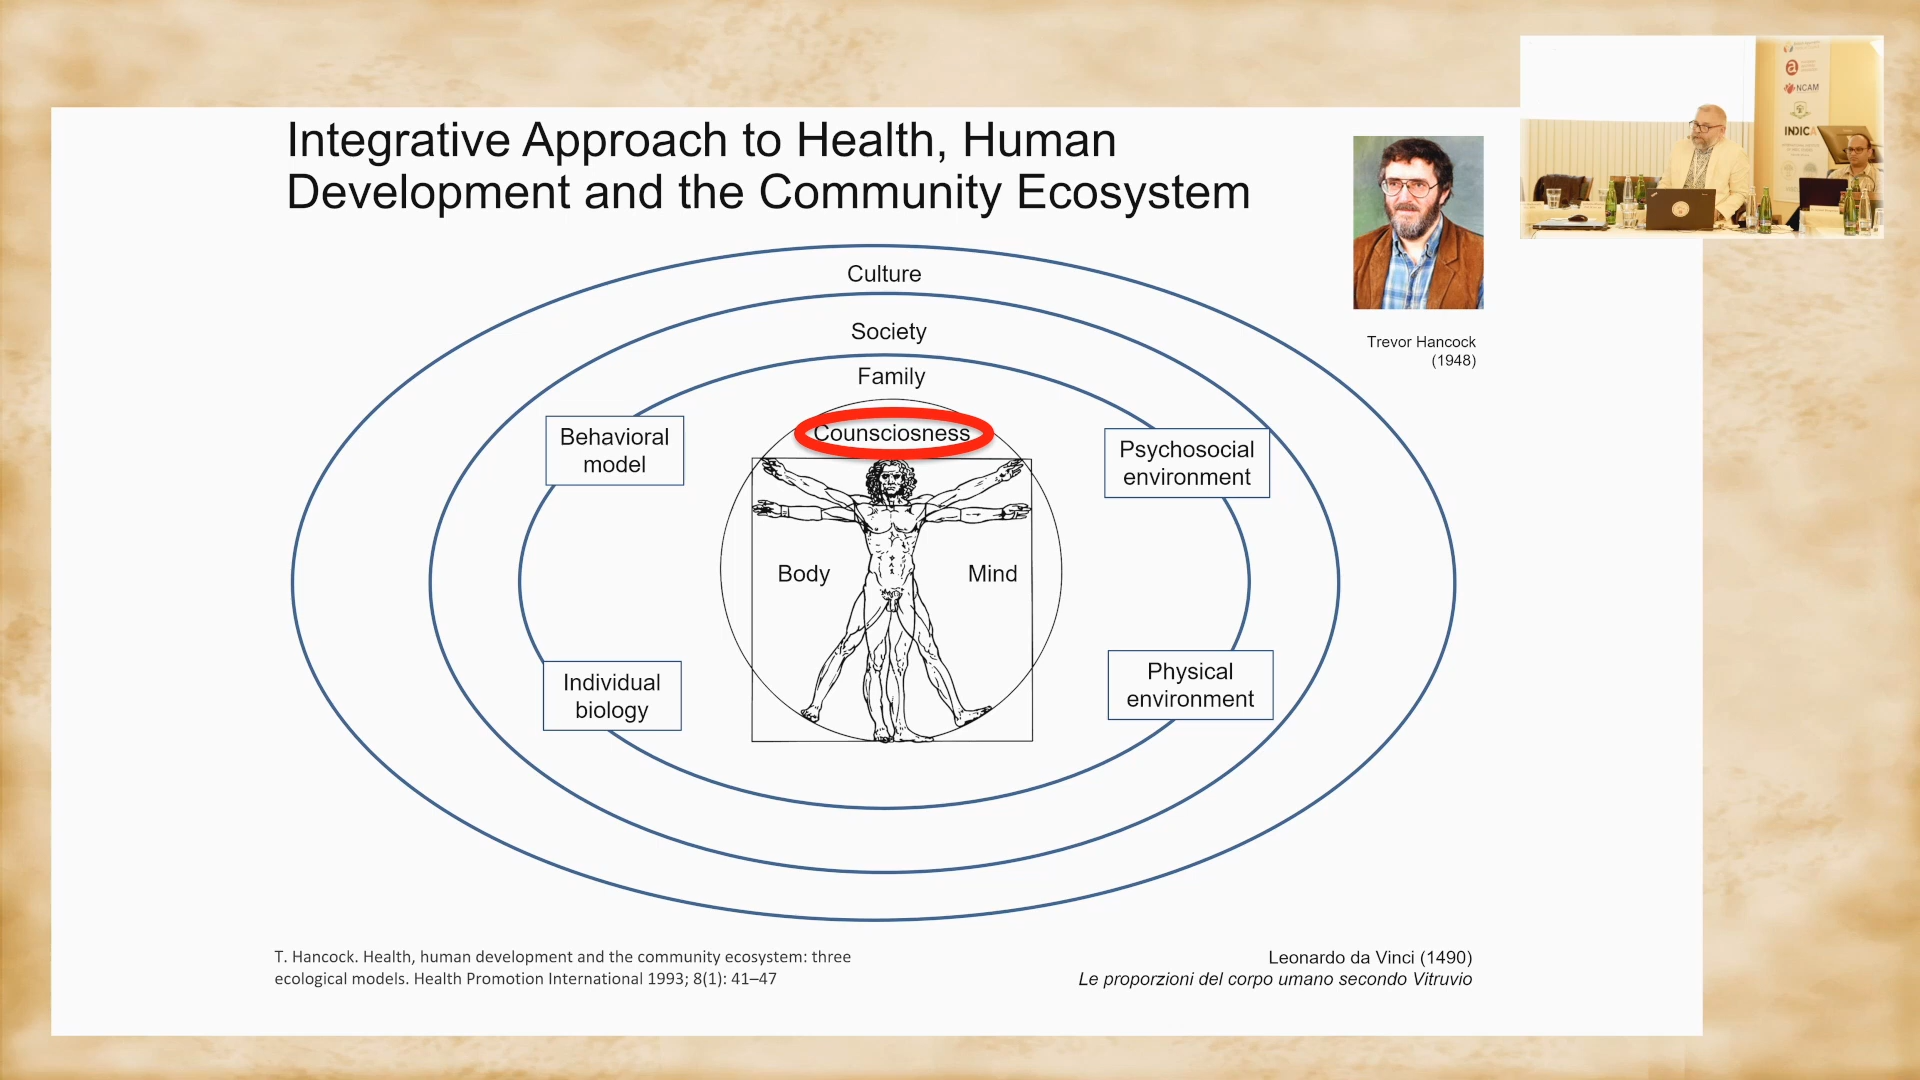 Integrative Approach to Health, Human
Development and the Community Ecosystem
NCAM
INDICA
Trevor Hancock
(1948)
Culture
Society
Family
Counsciosness
Behavioral
model
Psychosocial
environment
Body
Mind
Individual
biology
Physical
environment
T. Hancock. Health, human development and the community ecosystem: three
ecological models. Health Promotion International 1993; 8(1): 41–47
Leonardo da Vinci (1490)
Le proporzioni del corpo umano secondo Vitruvio